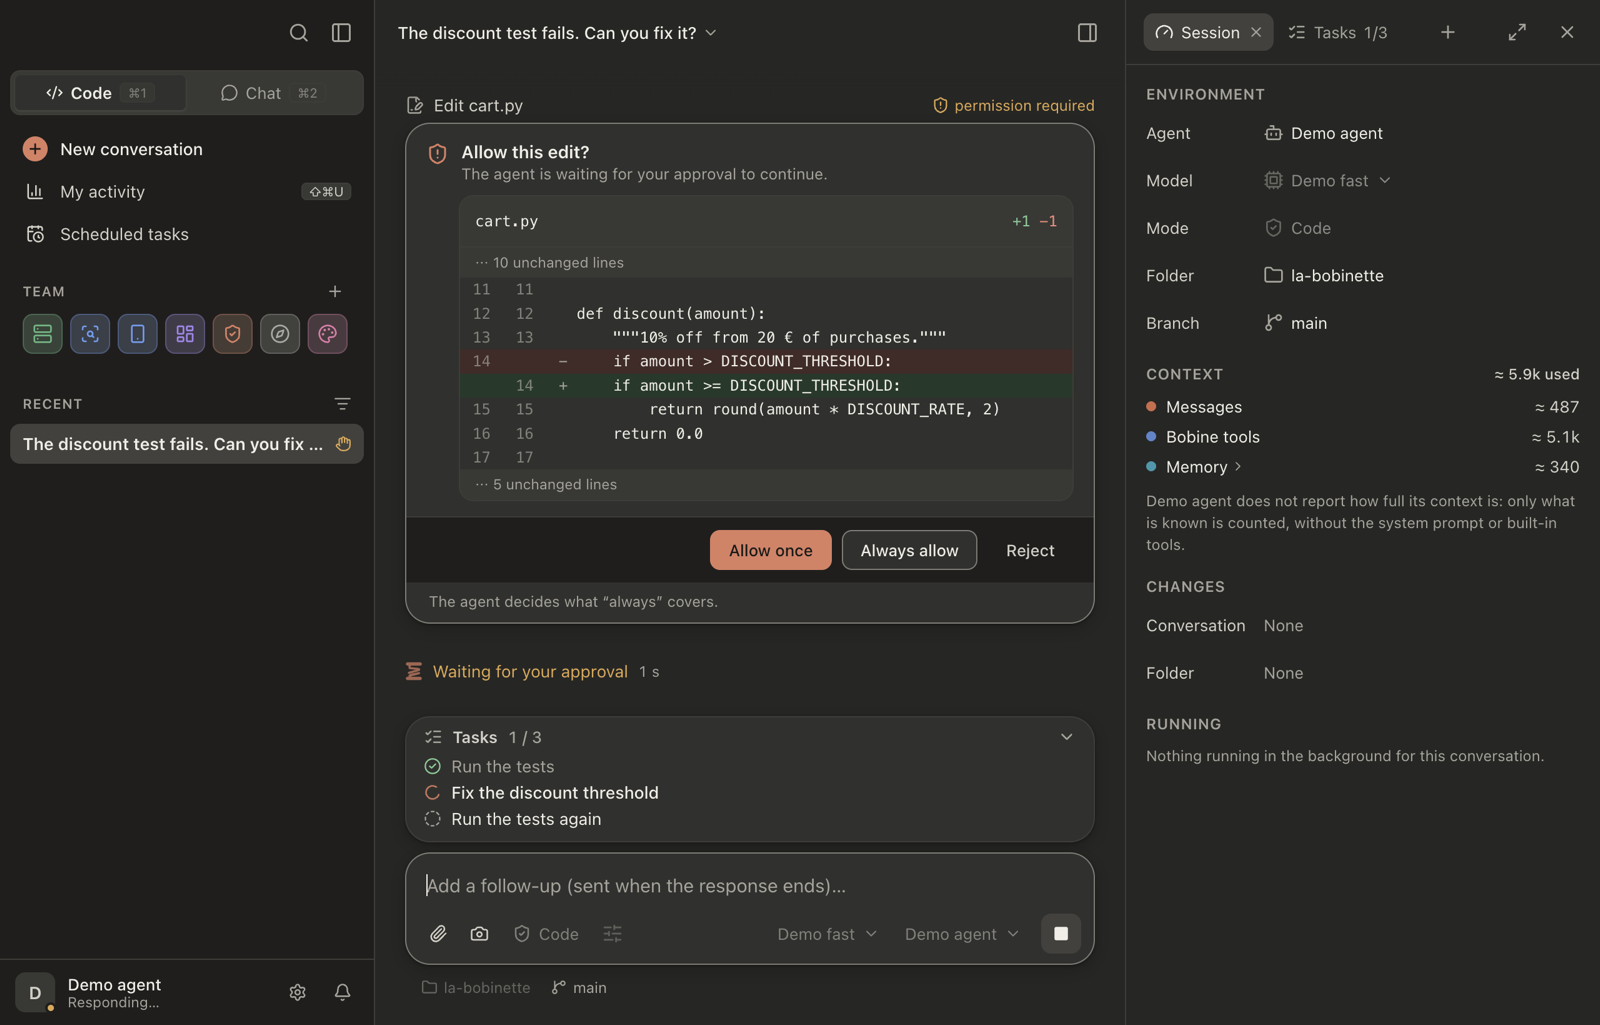 Code ⌘1
Chat ⌘2
New conversation
My activity ⇧⌘U
Scheduled tasks
TEAM
RECENT
The discount test fails. Can you fix ...
D
Demo agent
Responding...
The discount test fails. Can you fix it?
Edit cart.py
permission required
Allow this edit?
The agent is waiting for your approval to continue.
cart.py +1 −1
··· 10 unchanged lines
11 11
12 12 def discount(amount):
13 13 """10% off from 20 € of purchases."""
14 − if amount > DISCOUNT_THRESHOLD:
14 + if amount >= DISCOUNT_THRESHOLD:
15 15 return round(amount * DISCOUNT_RATE, 2)
16 16 return 0.0
17 17
··· 5 unchanged lines
Allow once
Always allow
Reject
The agent decides what “always” covers.
Waiting for your approval 1 s
Tasks 1 / 3
Run the tests
Fix the discount threshold
Run the tests again
Add a follow-up (sent when the response ends)...
Code
Demo fast
Demo agent
la-bobinette
main
Session
Tasks 1/3
ENVIRONMENT
Agent Demo agent
Model Demo fast
Mode Code
Folder la-bobinette
Branch main
CONTEXT ≈ 5.9k used
Messages ≈ 487
Bobine tools ≈ 5.1k
Memory ≈ 340
Demo agent does not report how full its context is: only what
is known is counted, without the system prompt or built-in
tools.
CHANGES
Conversation None
Folder None
RUNNING
Nothing running in the background for this conversation.